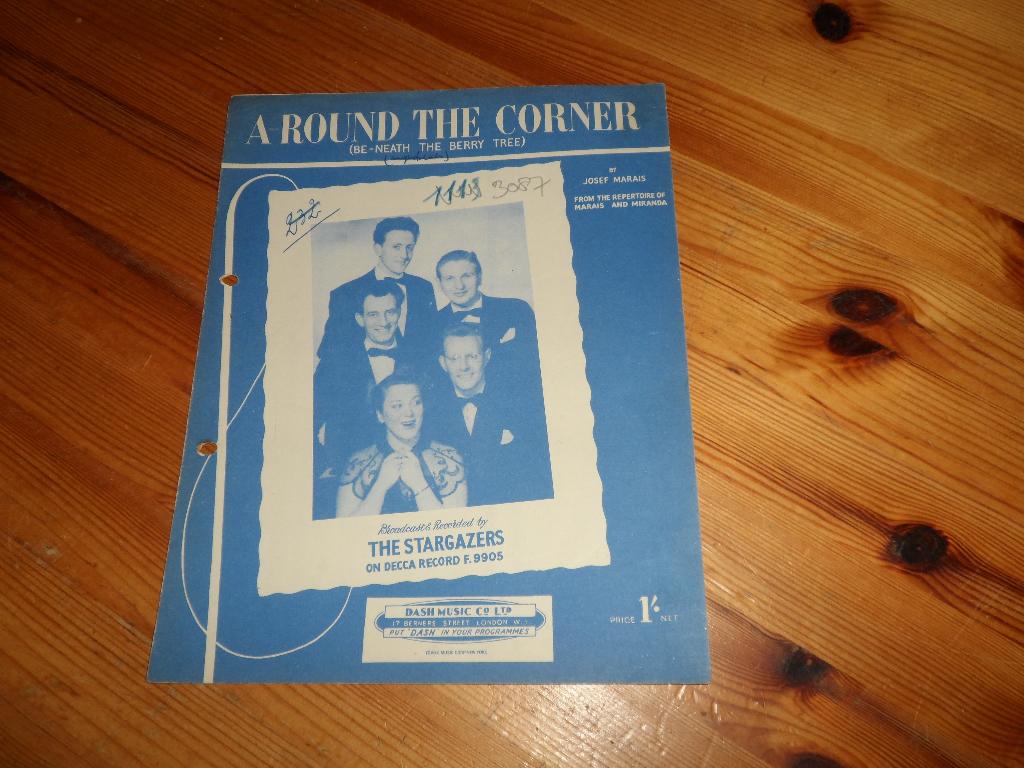 A-ROUND THE CORNER
(BE-NEATH THE BERRY TREE)
BY
JOSEF MARAIS
FROM THE REPERTOIRE OF
MARAIS AND MIRANDA
3087
Broadcast & Recorded by
THE STARGAZERS
ON DECCA RECORD F.9905
DASH MUSIC CO LTD
17 BERNERS STREET LONDON W.1
PUT "DASH" IN YOUR PROGRAMMES
PRICE 1/- NET